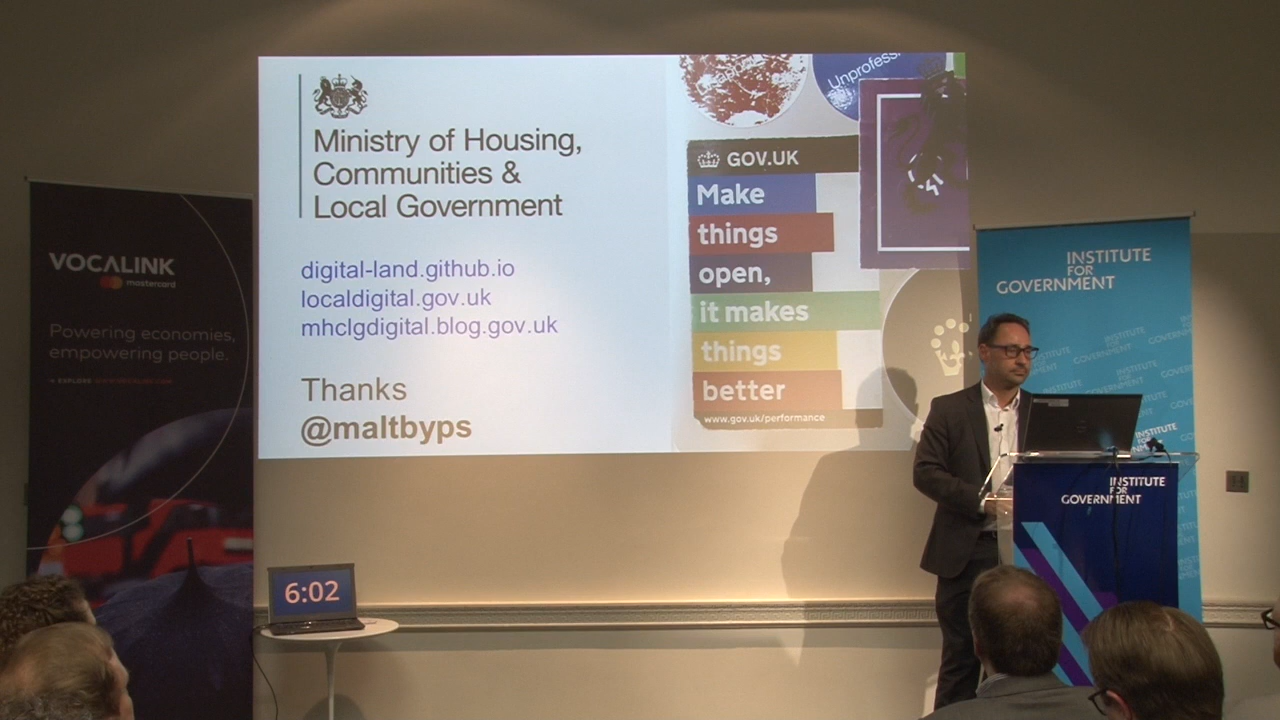 Ministry of Housing,
Communities &
Local Government
digital-land.github.io
localdigital.gov.uk
mhclgdigital.blog.gov.uk
Thanks
@maltbyps
GOV.UK
Make
things
open,
it makes
things
better
www.gov.uk/performance
VOCALINK
mastercard
Powering economies,
empowering people.
6:02
INSTITUTE
FOR
GOVERNMENT
INSTITUTE
FOR
GOVERNMENT